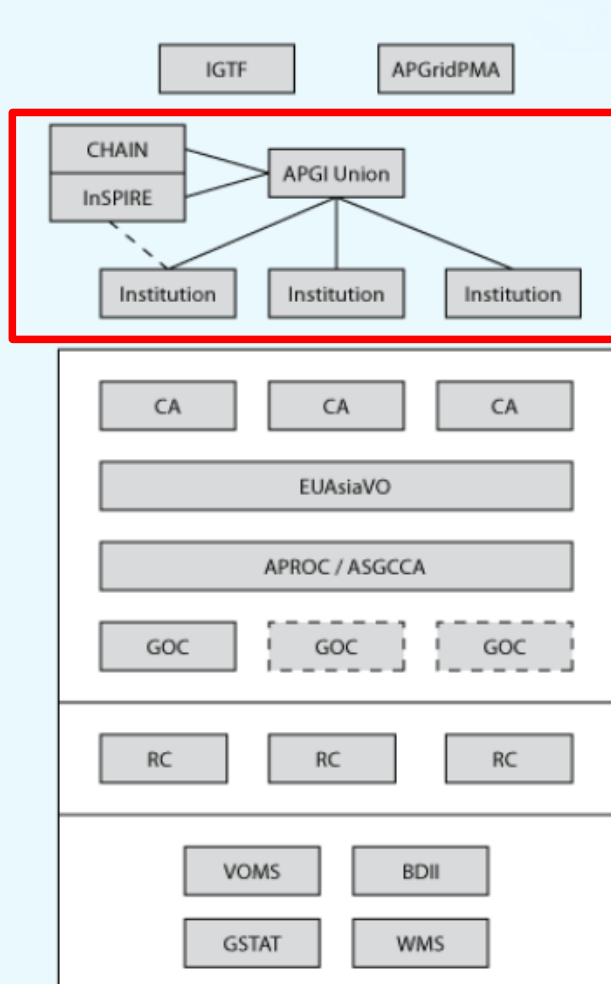 IGTF APGridPMA
CHAIN
APGI Union
InSPIRE
Institution Institution Institution
CA CA CA
EUAsiaVO
APROC / ASGCCA
GOC GOC GOC
RC RC RC
VOMS BDII
GSTAT WMS